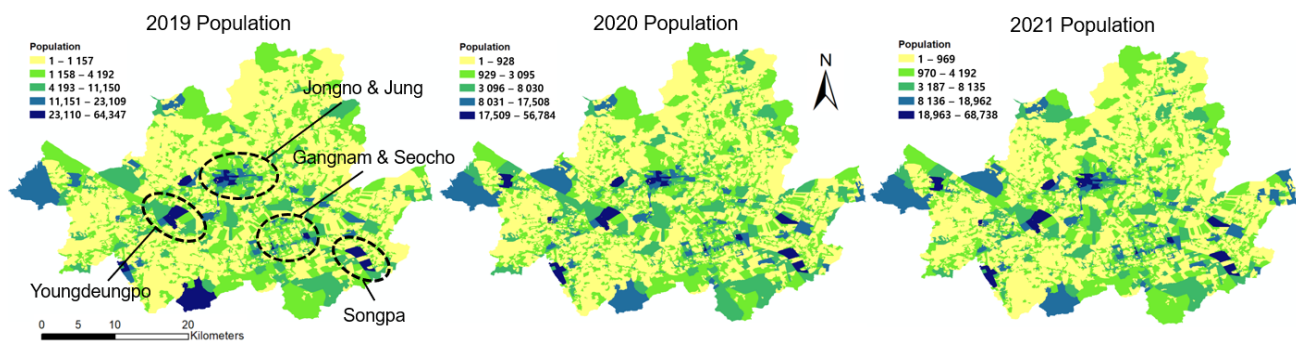 2019 Population
Population
1 – 1 157
1 158 – 4 192
4 193 – 11,150
11,151 – 23,109
23,110 – 64,347
Jongno & Jung
Gangnam & Seocho
Youngdeungpo
Songpa
0 5 10 20
Kilometers
2020 Population
Population
1 – 928
929 – 3 095
3 096 – 8 030
8 031 – 17,508
17,509 – 56,784
N
2021 Population
Population
1 – 969
970 – 4 192
3 187 – 8 135
8 136 – 18,962
18,963 – 68,738